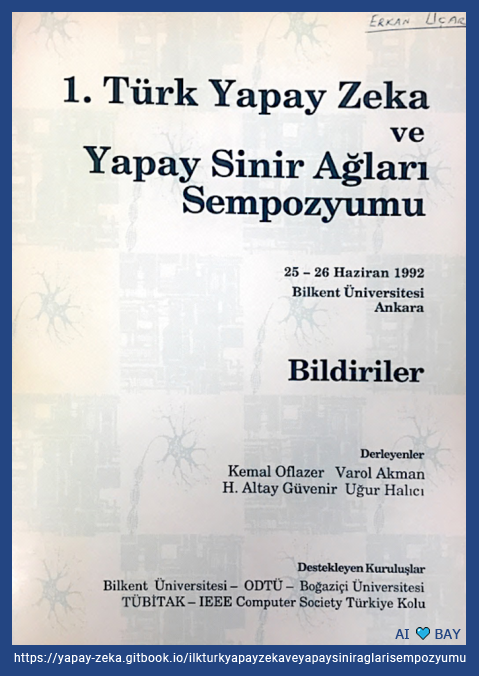 ERKAN UÇAR
1. Türk Yapay Zeka
ve
Yapay Sinir Ağları
Sempozyumu
25 – 26 Haziran 1992
Bilkent Üniversitesi
Ankara
Bildiriler
Derleyenler
Kemal Oflazer Varol Akman
H. Altay Güvenir Uğur Halıcı
Destekleyen Kuruluşlar
Bilkent Üniversitesi – ODTÜ – Boğaziçi Üniversitesi
TÜBİTAK – IEEE Computer Society Türkiye Kolu
AI 💙 BAY
https://yapay-zeka.gitbook.io/ilkturkyapayzekaveyapaysiniraglarisempozyumu